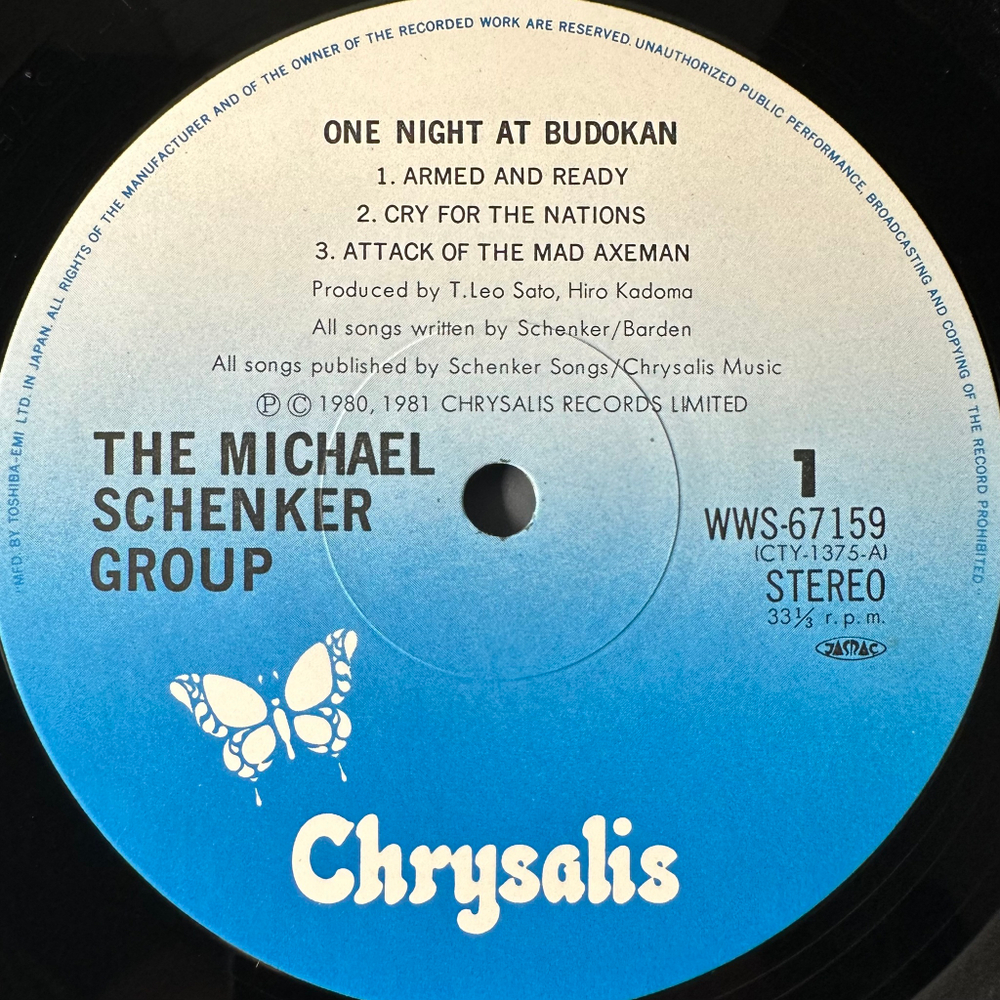 "MFD. BY TOSHIBA-EMI LTD. IN JAPAN. ALL RIGHTS OF THE MANUFACTURER AND OF THE OWNER OF THE RECORDED WORK ARE RESERVED. UNAUTHORIZED PUBLIC PERFORMANCE, BROADCASTING AND COPYING OF THE RECORD PROHIBITED."
ONE NIGHT AT BUDOKAN
1. ARMED AND READY
2. CRY FOR THE NATIONS
3. ATTACK OF THE MAD AXEMAN
Produced by T.Leo Sato, Hiro Kadoma
All songs written by Schenker/Barden
All songs published by Schenker Songs/Chrysalis Music
Ⓟ Ⓒ 1980, 1981 CHRYSALIS RECORDS LIMITED
THE MICHAEL
SCHENKER
GROUP
1
WWS-67159
(CTY-1375-A)
STEREO
33⅓ r.p.m.
JASRAC
Chrysalis